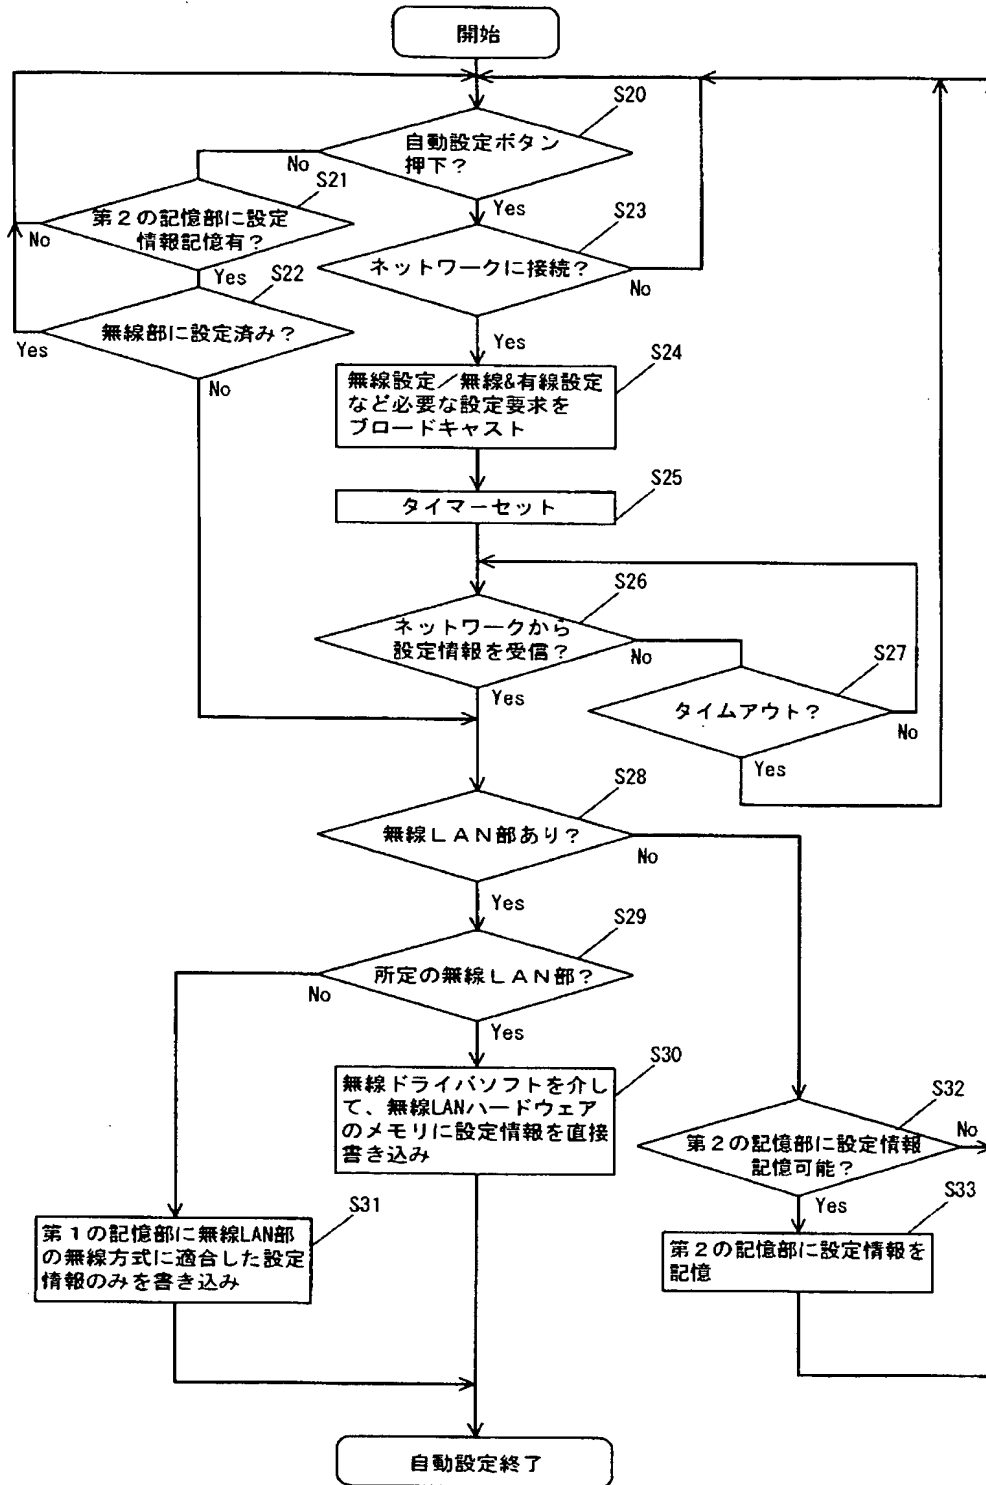 開始
S20
自動設定ボタン
押下?
No
Yes
S21
第2の記憶部に設定
情報記憶有?
No
Yes
S23
ネットワークに接続?
No
Yes
S22
無線部に設定済み?
Yes
No
S24
無線設定/無線&有線設定
など必要な設定要求を
ブロードキャスト
S25
タイマーセット
S26
ネットワークから
設定情報を受信?
No
Yes
S27
タイムアウト?
No
Yes
S28
無線LAN部あり?
No
Yes
S29
所定の無線LAN部?
No
Yes
S30
無線ドライバソフトを介し
て、無線LANハードウェア
のメモリに設定情報を直接
書き込み
S31
第1の記憶部に無線LAN部
の無線方式に適合した設定
情報のみを書き込み
S32
第2の記憶部に設定情報
記憶可能?
No
Yes
S33
第2の記憶部に設定情報を
記憶
自動設定終了